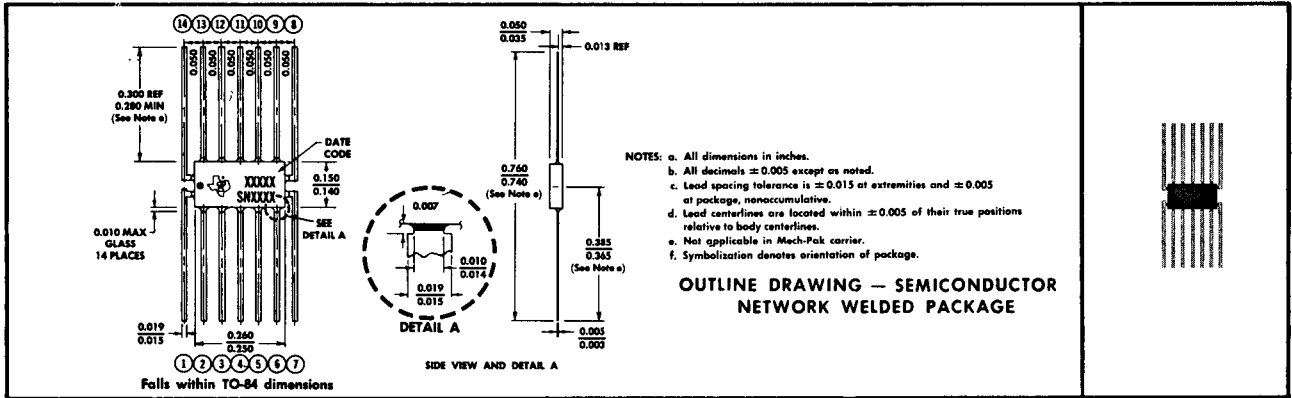 14 13 12 11 10 9 8
0.050 0.050 0.050 0.050 0.050 0.050
0.300 REF
0.280 MIN
(See Note e)
DATE
CODE
XXXXX
SNXXXX
0.150
0.140
SEE
DETAIL A
0.010 MAX
GLASS
14 PLACES
0.019
0.015
0.260
0.250
1 2 3 4 5 6 7
Falls within TO-84 dimensions
0.007
0.010
0.014
0.019
0.015
DETAIL A
0.050
0.035
0.013 REF
0.760
0.740
(See Note e)
0.385
0.365
(See Note e)
0.005
0.003
SIDE VIEW AND DETAIL A
NOTES: a. All dimensions in inches.
b. All decimals ±0.005 except as noted.
c. Lead spacing tolerance is ±0.015 at extremities and ±0.005
at package, nonaccumulative.
d. Lead centerlines are located within ±0.005 of their true positions
relative to body centerlines.
e. Not applicable in Mech-Pak carrier.
f. Symbolization denotes orientation of package.
OUTLINE DRAWING — SEMICONDUCTOR
NETWORK WELDED PACKAGE